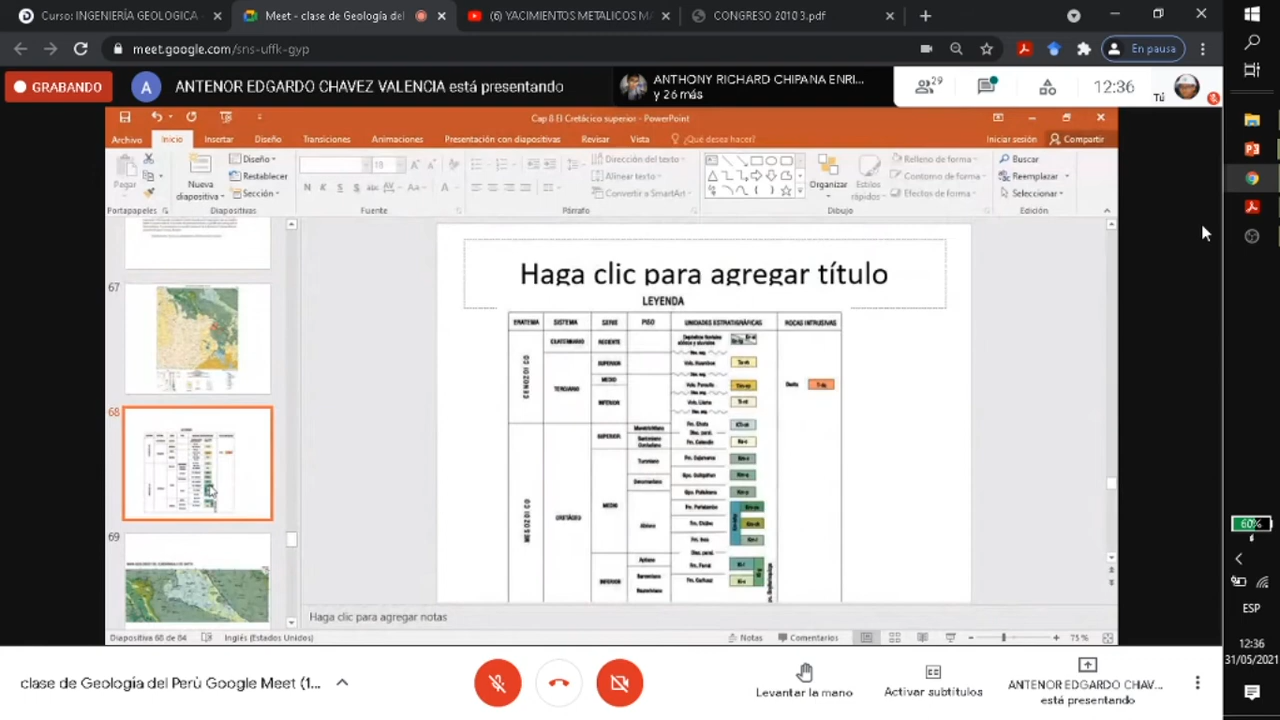 Curso: INGENIERÍA GEOLOGICA -
Meet - clase de Geología del
(6) YACIMIENTOS METALICOS M
CONGRESO 2010 3.pdf
meet.google.com/sns-uffk-gyp
En pausa
GRABANDO
A
ANTENOR EDGARDO CHAVEZ VALENCIA está presentando
ANTHONY RICHARD CHIPANA ENRI...
y 26 más
29
12:36
Tú
Cap 8-El Cretácico superior - PowerPoint
Archivo
Inicio
Insertar
Diseño
Transiciones
Animaciones
Presentación con diapositivas
Revisar
Vista
¿Qué desea hacer?
Iniciar sesión
Compartir
Pegar
Nueva
diapositiva
Diseño
Restablecer
Sección
18
N K S S abc AV Aa A
Dirección del texto
Alinear texto
Convertir a SmartArt
Organizar
Estilos
rápidos
Relleno de forma
Contorno de forma
Efectos de forma
Buscar
Reemplazar
Seleccionar
Portapapeles
Diapositivas
Fuente
Párrafo
Dibujo
Edición
67
68
69
Haga clic para agregar título
LEYENDA
ERATEMA SISTEMA SERIE PISO UNIDADES ESTRATIGRÁFICAS ROCAS INTRUSIVAS
CUATERNARIO RECIENTE
CENOZOICO
TERCIARIO
SUPERIOR
MEDIO
INFERIOR
MESOZOICO
CRETÁCEO
SUPERIOR
Fm. Celendín
Turoniano
Fm. Cajamarca
MEDIO
Albiano
Fm. Chúlec
Fm. Inca
Aptiano
Fm. Farrat
INFERIOR
Fm. Carhuaz
Haga clic para agregar notas
Diapositiva 68 de 84
Inglés (Estados Unidos)
Notas
Comentarios
75 %
60%
ESP
12:36
31/05/2021
clase de Geología del Perú Google Meet (1...
Levantar la mano
Activar subtítulos
ANTENOR EDGARDO CHAV...
está presentando